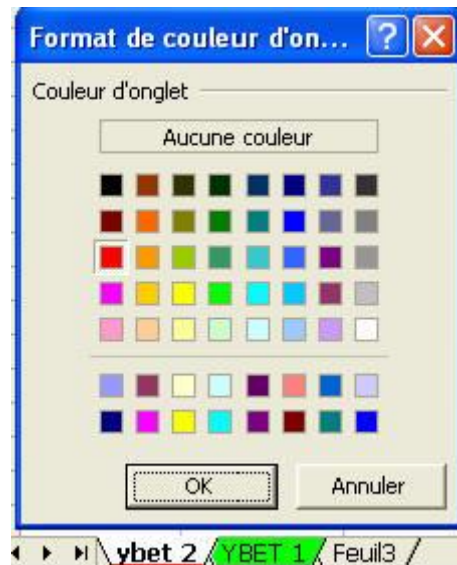 Format de couleur d'on...
Couleur d'onglet
Aucune couleur
OK Annuler
ybet 2 YBET 1 Feuil3